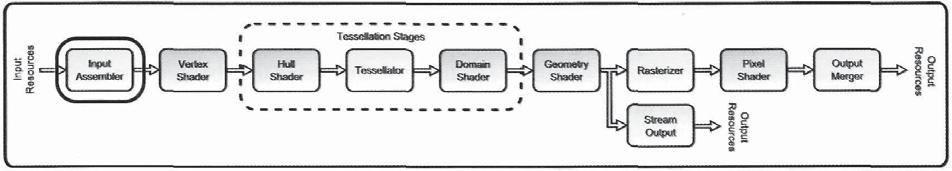 Input
Resources
Input
Assembler
Vertex
Shader
Tessellation Stages
Hull
Shader
Tessellator
Domain
Shader
Geometry
Shader
Rasterizer
Pixel
Shader
Output
Merger
Output
Resources
Stream
Output
Output
Resources